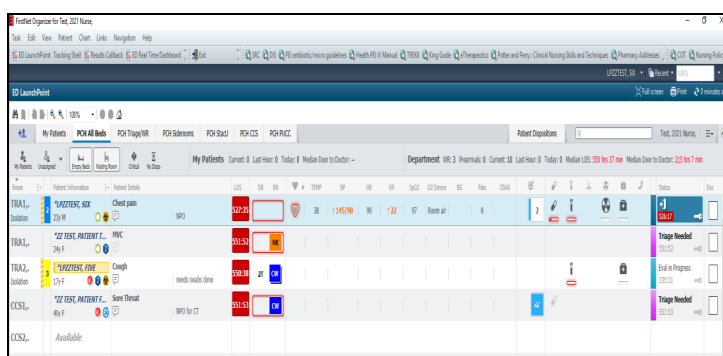 FirstNet Organizer for Test, 2021 Nurse,
Task Edit View Patient Chart Links Navigation Help
ED LaunchPoint Tracking Shell Results Callback ED Real Time Dashboard Exit SRC DIS PEI antibiotic/micro guidelines Health PEI IV Manual TREKK King Guide eTherapeutics Potter and Perry: Clinical Nursing Skills and Techniques Pharmacy Addresses COT Nursing Polic
LPZZTEST, SIX Recent
ED LaunchPoint Full screen Print 0 minutes a
100%
My Patients PCH All Beds PCH Triage/WR PCH Siderooms PCH StatJ PCH CCS PCH PUCC Patient Dispositions Test, 2021 Nurse,
My Patients Unassigned Empty Beds Waiting Room Critical No Dispo My Patients Current: 0 Last Hour: 0 Today: 0 Median Door to Doctor: -- Department WR: 3 Prearrivals: 0 Current: 18 Last Hour: 0 Today: 0 Median LOS: 550 hrs 37 min Median Door to Doctor: 215 hrs 7 min
Room Patient Information Patient Details LOS DR RN TEMP BP HR RR SpO2 O2 Device BG Pain CIWA Status Doc
TRA1,. 2 *LPZZTEST, SIX Chest pain 527:35 38 ↑145/90 99 ↑22 97 Room air 8 2 1
Isolation 23y M NPO 526:17
TRA1,. *ZZ TEST, PATIENT T... MVC 551:52 HK Triage Needed
24y F 551:52
TRA2,. 3 *LPZZTEST, FIVE Cough 550:38 2T CW Eval in Progress
Isolation 17y F needs swabs done 335:31
CCS1,. *ZZ TEST, PATIENT F... Sore Throat 551:53 CW Triage Needed
40y F NPO for CT 551:53
CCS2,. Available